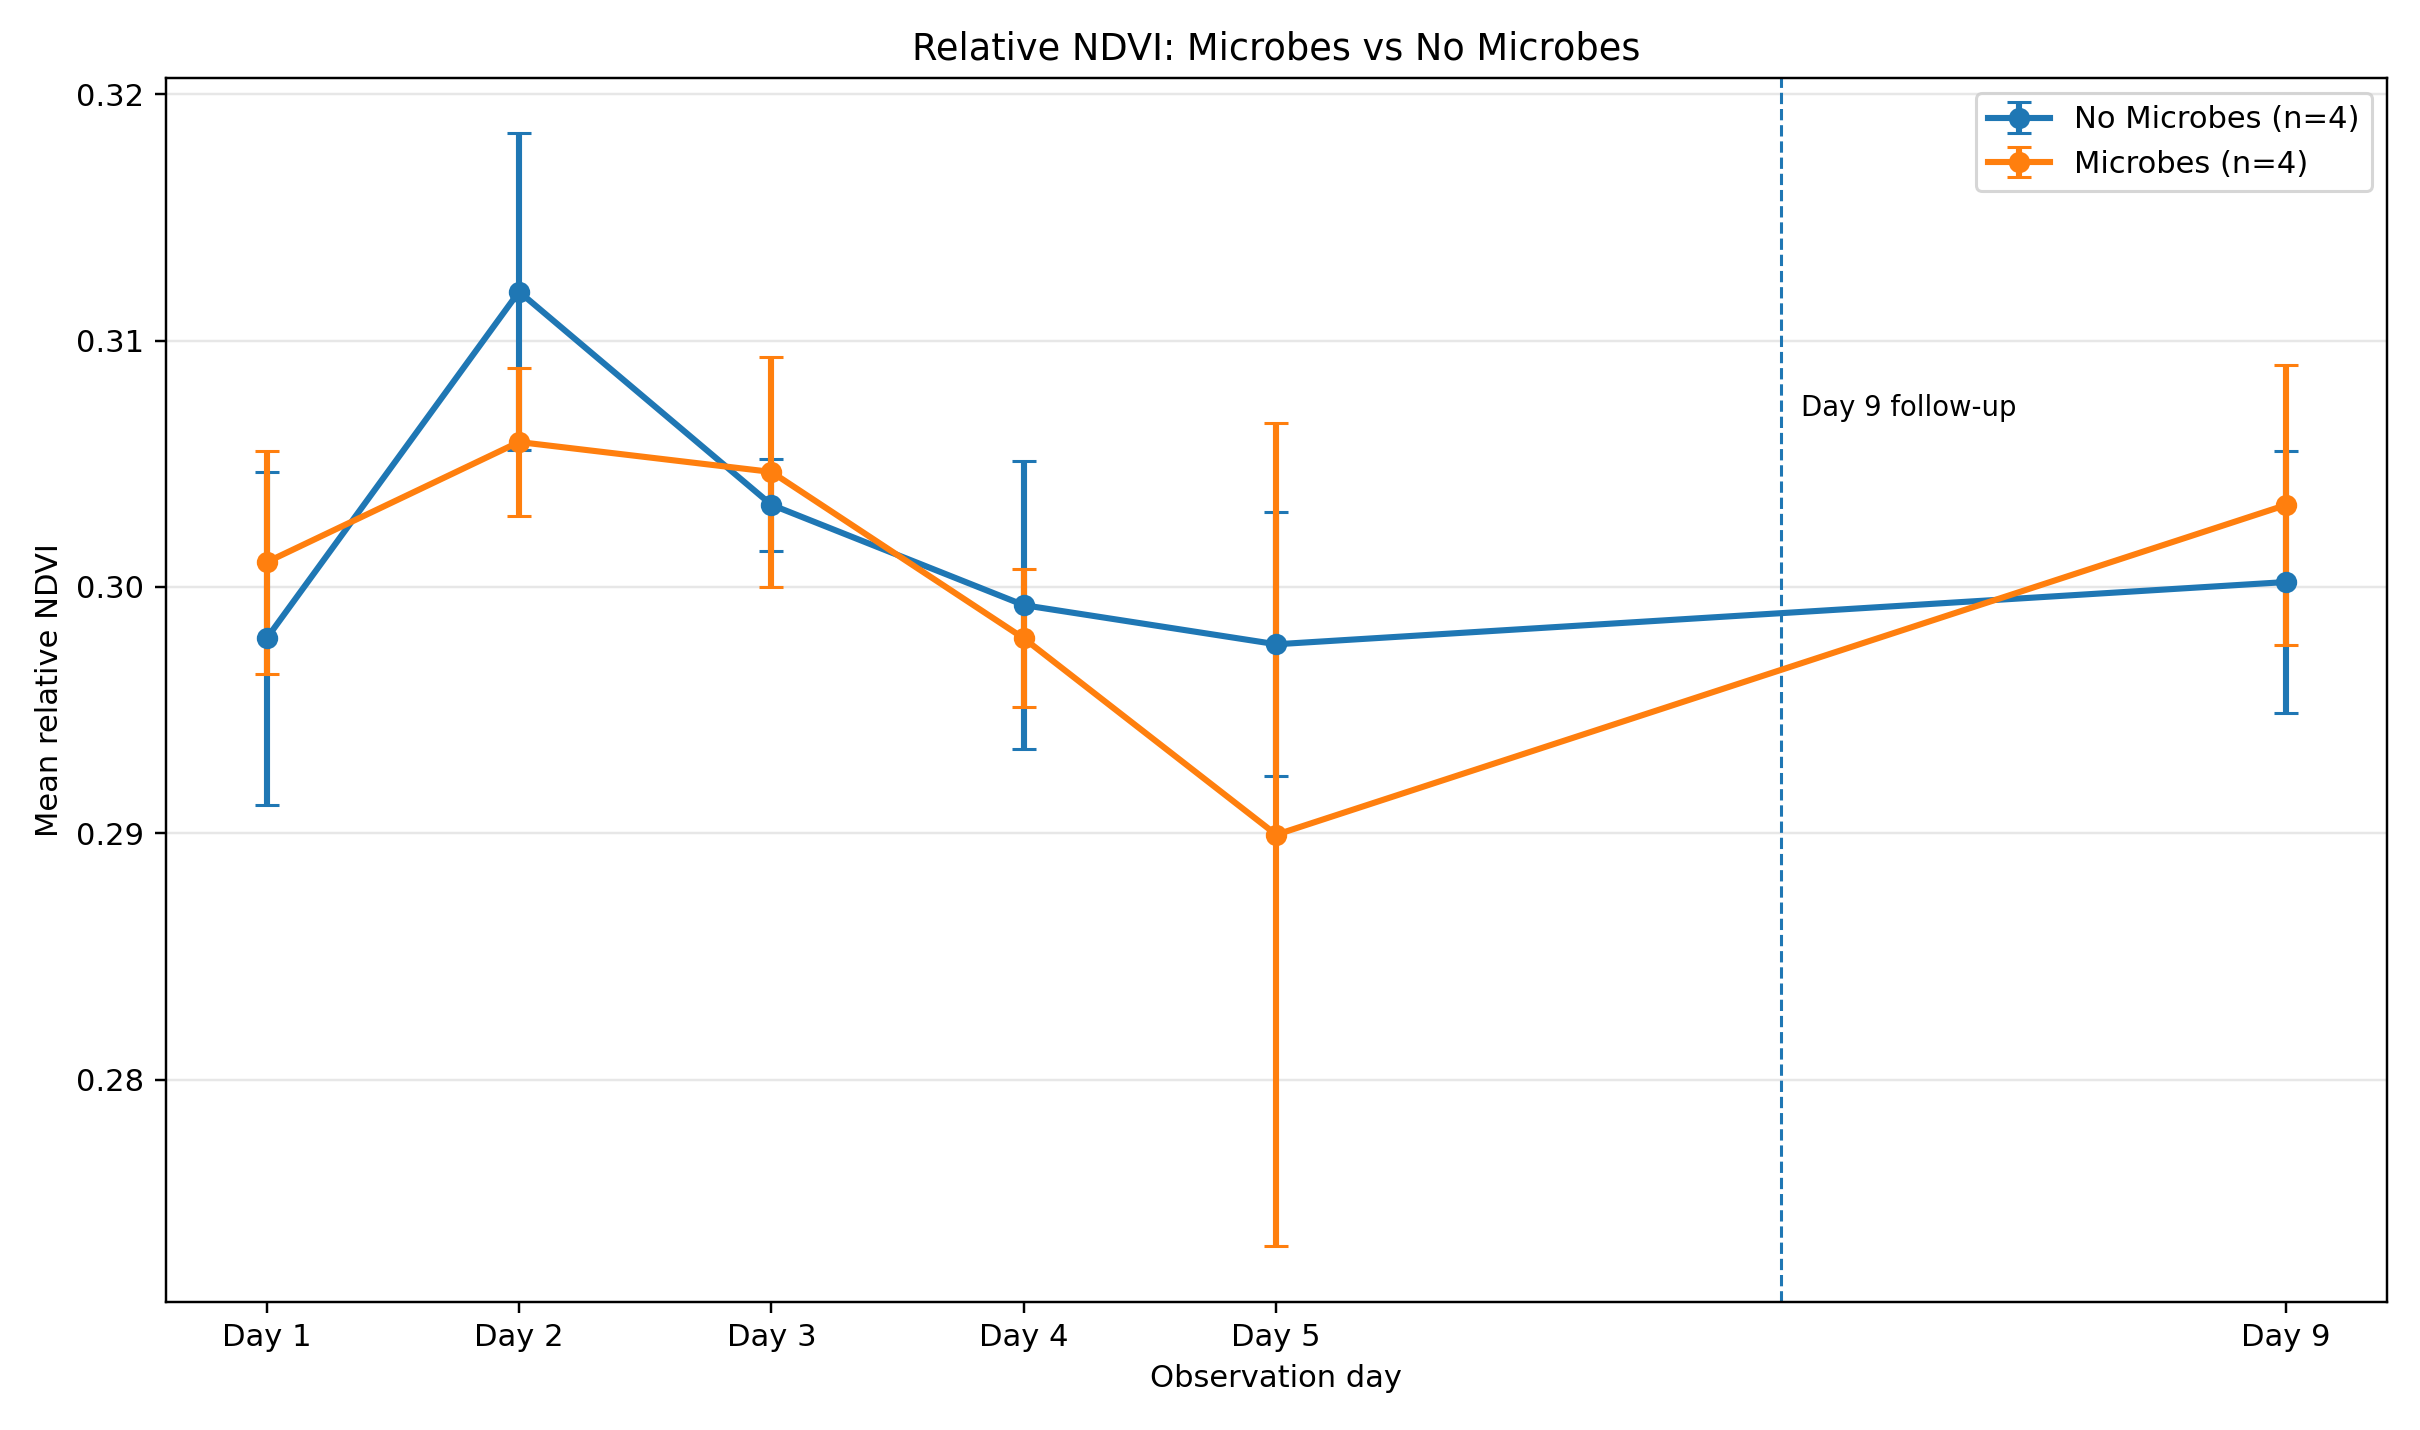 Relative NDVI: Microbes vs No Microbes
No Microbes (n=4)
Microbes (n=4)
Day 9 follow-up
Mean relative NDVI
0.32
0.31
0.30
0.29
0.28
Day 1 Day 2 Day 3 Day 4 Day 5 Day 9
Observation day